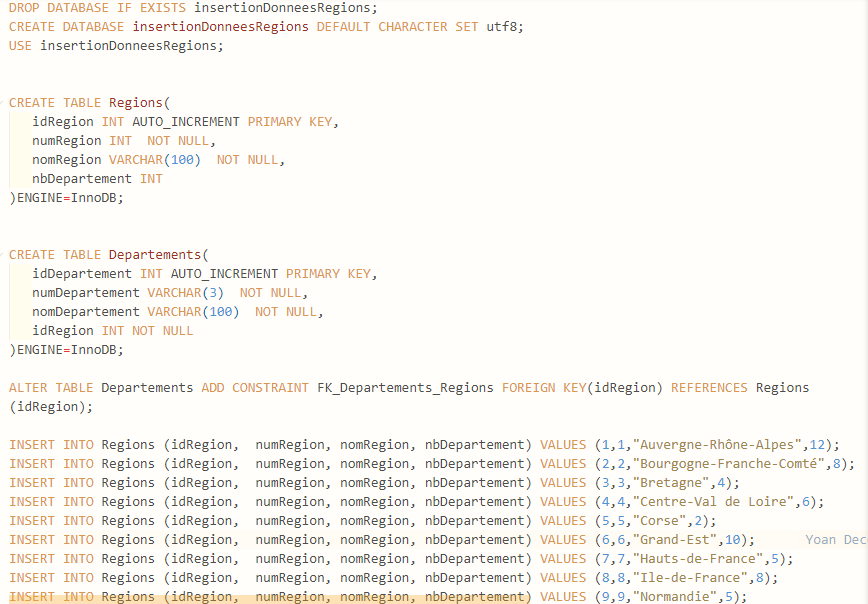 DROP DATABASE IF EXISTS insertionDonneesRegions;
CREATE DATABASE insertionDonneesRegions DEFAULT CHARACTER SET utf8;
USE insertionDonneesRegions;
CREATE TABLE Regions(
idRegion INT AUTO_INCREMENT PRIMARY KEY,
numRegion INT  NOT NULL,
nomRegion VARCHAR(100)  NOT NULL,
nbDepartement INT
)ENGINE=InnoDB;
CREATE TABLE Departements(
idDepartement INT AUTO_INCREMENT PRIMARY KEY,
numDepartement VARCHAR(3)  NOT NULL,
nomDepartement VARCHAR(100)  NOT NULL,
idRegion INT NOT NULL
)ENGINE=InnoDB;
ALTER TABLE Departements ADD CONSTRAINT FK_Departements_Regions FOREIGN KEY(idRegion) REFERENCES Regions
(idRegion);
INSERT INTO Regions (idRegion,  numRegion, nomRegion, nbDepartement) VALUES (1,1,"Auvergne-Rhône-Alpes",12);
INSERT INTO Regions (idRegion,  numRegion, nomRegion, nbDepartement) VALUES (2,2,"Bourgogne-Franche-Comté",8);
INSERT INTO Regions (idRegion,  numRegion, nomRegion, nbDepartement) VALUES (3,3,"Bretagne",4);
INSERT INTO Regions (idRegion,  numRegion, nomRegion, nbDepartement) VALUES (4,4,"Centre-Val de Loire",6);
INSERT INTO Regions (idRegion,  numRegion, nomRegion, nbDepartement) VALUES (5,5,"Corse",2);
INSERT INTO Regions (idRegion,  numRegion, nomRegion, nbDepartement) VALUES (6,6,"Grand-Est",10); Yoan Dec
INSERT INTO Regions (idRegion,  numRegion, nomRegion, nbDepartement) VALUES (7,7,"Hauts-de-France",5);
INSERT INTO Regions (idRegion,  numRegion, nomRegion, nbDepartement) VALUES (8,8,"Ile-de-France",8);
INSERT INTO Regions (idRegion,  numRegion, nomRegion, nbDepartement) VALUES (9,9,"Normandie",5);